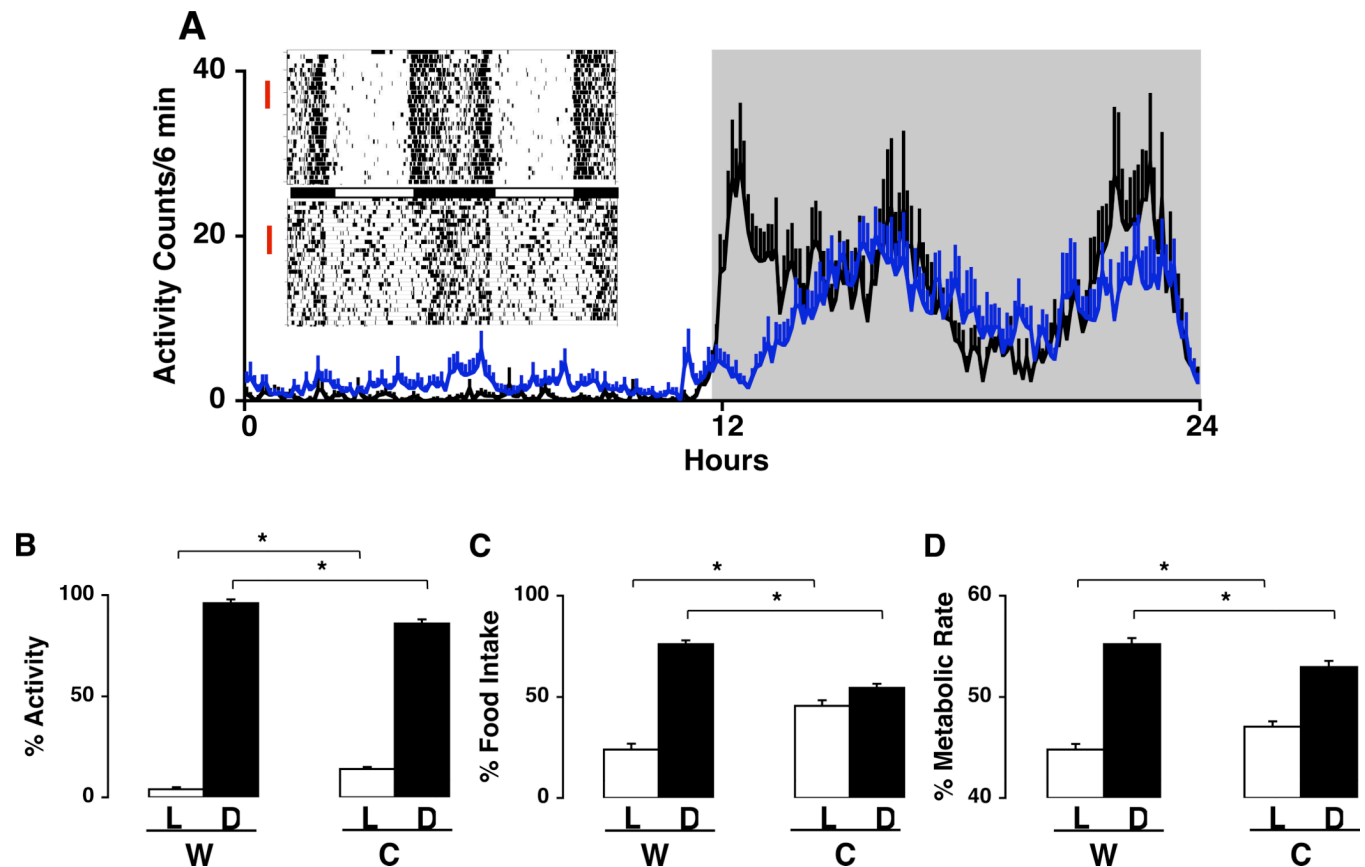 A
40
20
0
Activity Counts/6 min
0 12 24
Hours
B
* *
100
50
0
% Activity
L D L D
W C
C
* *
100
50
0
% Food Intake
L D L D
W C
D
* *
60
50
40
% Metabolic Rate
L D L D
W C